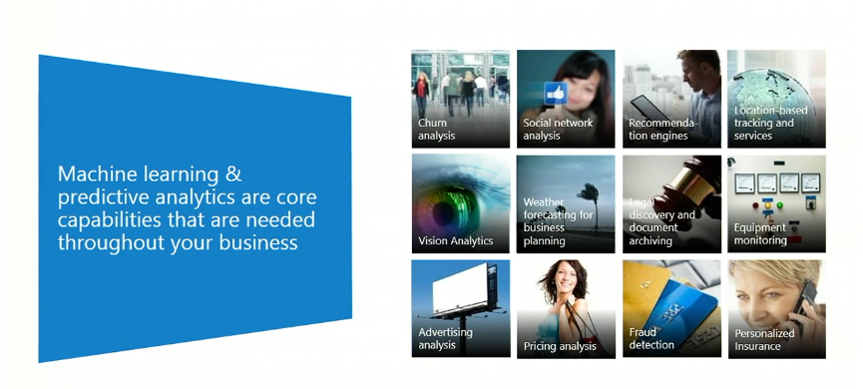 Machine learning &
predictive analytics are core
capabilities that are needed
throughout your business
Churn
analysis
Social network
analysis
Recommenda-
tion engines
Location-based
tracking and
services
Vision Analytics
Weather
forecasting for
business
planning
Legal
discovery and
document
archiving
Equipment
monitoring
Advertising
analysis
Pricing analysis
Fraud
detection
Personalized
Insurance